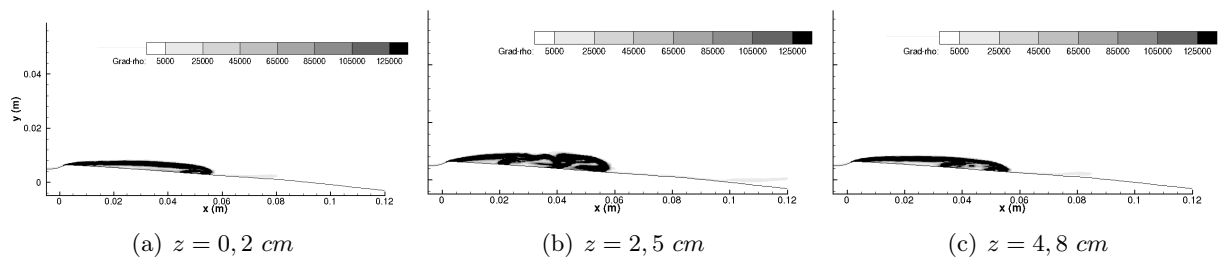 Grad-rho: 5000 25000 45000 65000 85000 105000 125000
y (m)
0.04
0.02
0
0 0.02 0.04 0.06 0.08 0.1 0.12
x (m)
(a) z = 0, 2 cm
Grad-rho: 5000 25000 45000 65000 85000 105000 125000
0 0.02 0.04 0.06 0.08 0.1 0.12
x (m)
(b) z = 2, 5 cm
Grad-rho: 5000 25000 45000 65000 85000 105000 125000
0 0.02 0.04 0.06 0.08 0.1 0.12
x (m)
(c) z = 4, 8 cm